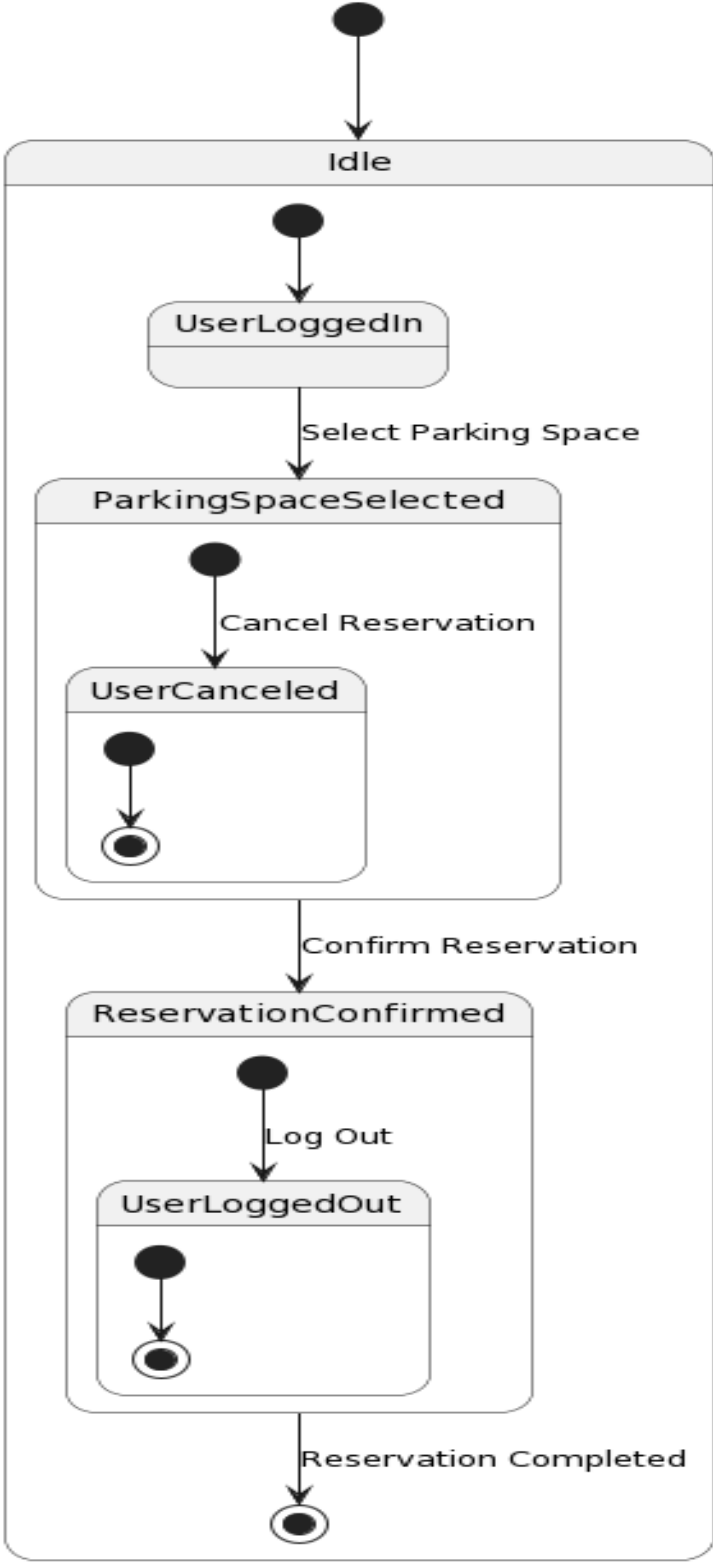 Idle
UserLoggedIn
Select Parking Space
ParkingSpaceSelected
Cancel Reservation
UserCanceled
Confirm Reservation
ReservationConfirmed
Log Out
UserLoggedOut
Reservation Completed